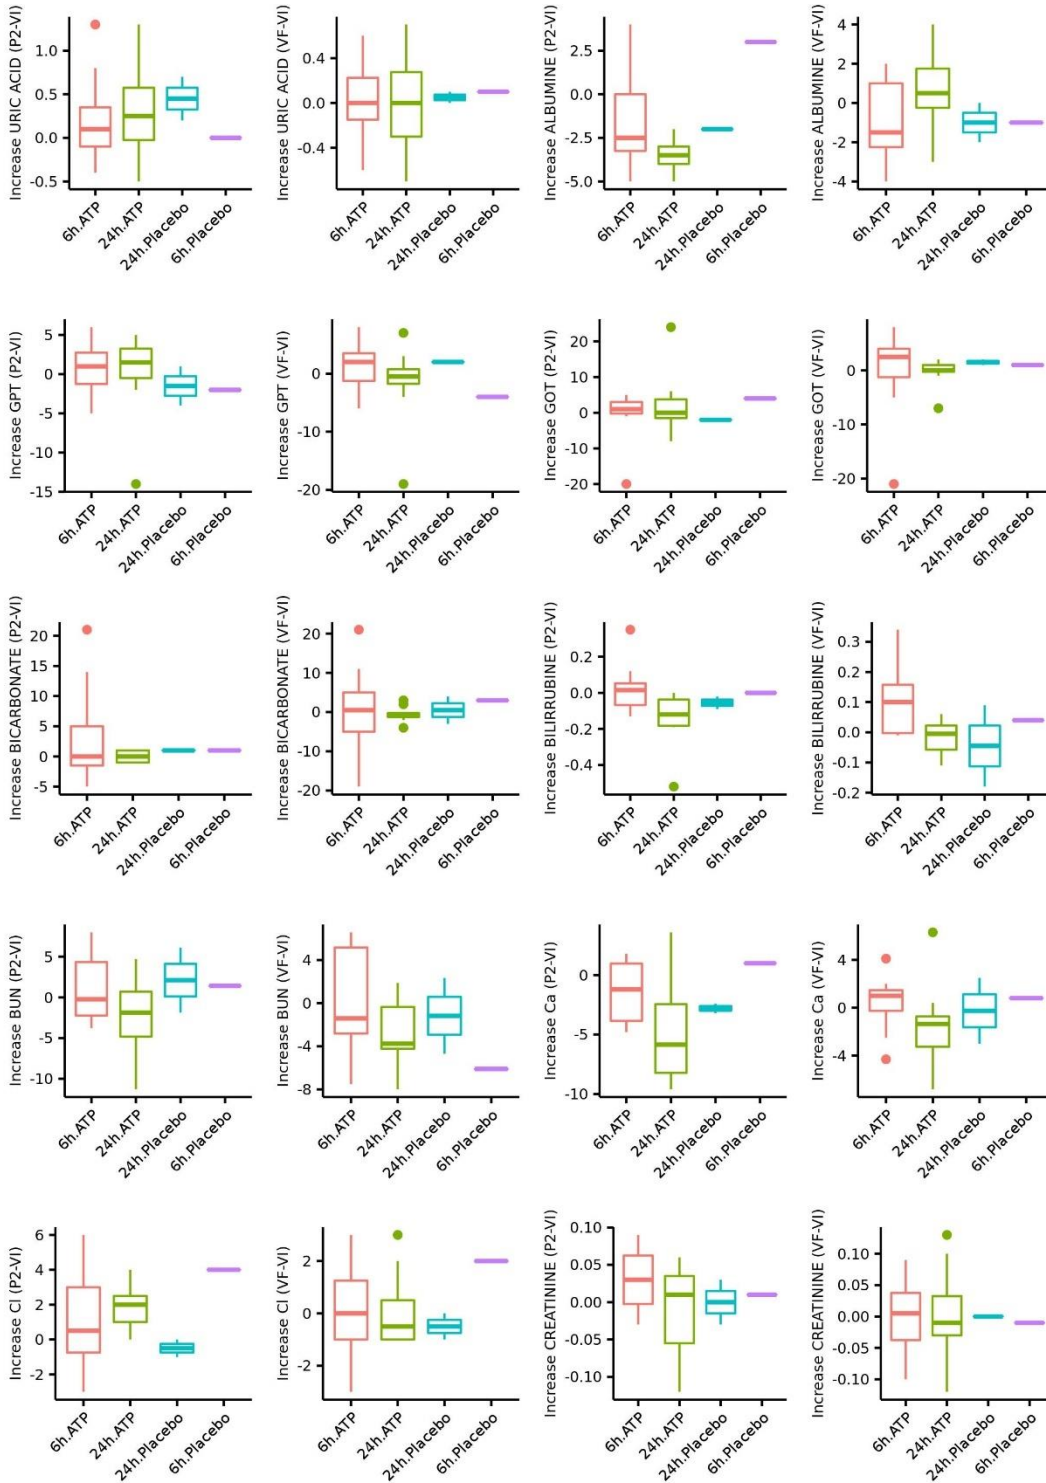 Increase URIC ACID (P2-VI)
1.0
0.5
0.0
-0.5
6h.ATP
24h.ATP
24h.Placebo
6h.Placebo
Increase URIC ACID (VF-VI)
0.4
0.0
-0.4
6h.ATP
24h.ATP
24h.Placebo
6h.Placebo
Increase ALBUMINE (P2-VI)
2.5
0.0
-2.5
-5.0
6h.ATP
24h.ATP
24h.Placebo
6h.Placebo
Increase ALBUMINE (VF-VI)
4
2
0
-2
-4
6h.ATP
24h.ATP
24h.Placebo
6h.Placebo
Increase GPT (P2-VI)
5
0
-5
-10
-15
6h.ATP
24h.ATP
24h.Placebo
6h.Placebo
Increase GPT (VF-VI)
0
-10
-20
6h.ATP
24h.ATP
24h.Placebo
6h.Placebo
Increase GOT (P2-VI)
20
10
0
-10
-20
6h.ATP
24h.ATP
24h.Placebo
6h.Placebo
Increase GOT (VF-VI)
0
-10
-20
6h.ATP
24h.ATP
24h.Placebo
6h.Placebo
Increase BICARBONATE (P2-VI)
20
15
10
5
0
-5
6h.ATP
24h.ATP
24h.Placebo
6h.Placebo
Increase BICARBONATE (VF-VI)
20
10
0
-10
-20
6h.ATP
24h.ATP
24h.Placebo
6h.Placebo
Increase BILIRRUBINE (P2-VI)
0.2
0.0
-0.2
-0.4
6h.ATP
24h.ATP
24h.Placebo
6h.Placebo
Increase BILIRRUBINE (VF-VI)
0.3
0.2
0.1
0.0
-0.1
-0.2
6h.ATP
24h.ATP
24h.Placebo
6h.Placebo
Increase BUN (P2-VI)
5
0
-5
-10
6h.ATP
24h.ATP
24h.Placebo
6h.Placebo
Increase BUN (VF-VI)
4
0
-4
-8
6h.ATP
24h.ATP
24h.Placebo
6h.Placebo
Increase Ca (P2-VI)
0
-5
-10
6h.ATP
24h.ATP
24h.Placebo
6h.Placebo
Increase Ca (VF-VI)
4
0
-4
6h.ATP
24h.ATP
24h.Placebo
6h.Placebo
Increase Cl (P2-VI)
6
4
2
0
-2
6h.ATP
24h.ATP
24h.Placebo
6h.Placebo
Increase Cl (VF-VI)
2
0
-2
6h.ATP
24h.ATP
24h.Placebo
6h.Placebo
Increase CREATININE (P2-VI)
0.10
0.05
0.00
-0.05
-0.10
6h.ATP
24h.ATP
24h.Placebo
6h.Placebo
Increase CREATININE (VF-VI)
0.10
0.05
0.00
-0.05
-0.10
6h.ATP
24h.ATP
24h.Placebo
6h.Placebo